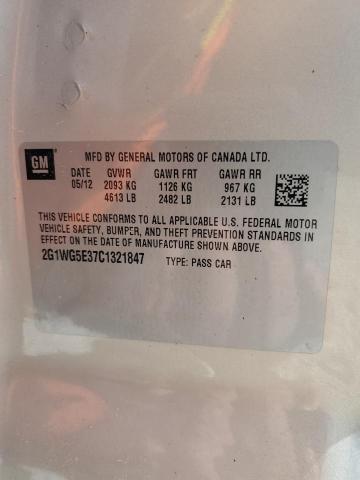 GM
MFD BY GENERAL MOTORS OF CANADA LTD.
DATE GVWR GAWR FRT GAWR RR
05/12 2093 KG 1126 KG 967 KG
4613 LB 2482 LB 2131 LB
THIS VEHICLE CONFORMS TO ALL APPLICABLE U.S. FEDERAL MOTOR
VEHICLE SAFETY, BUMPER, AND THEFT PREVENTION STANDARDS IN
EFFECT ON THE DATE OF MANUFACTURE SHOWN ABOVE.
2G1WG5E37C1321847 TYPE: PASS CAR